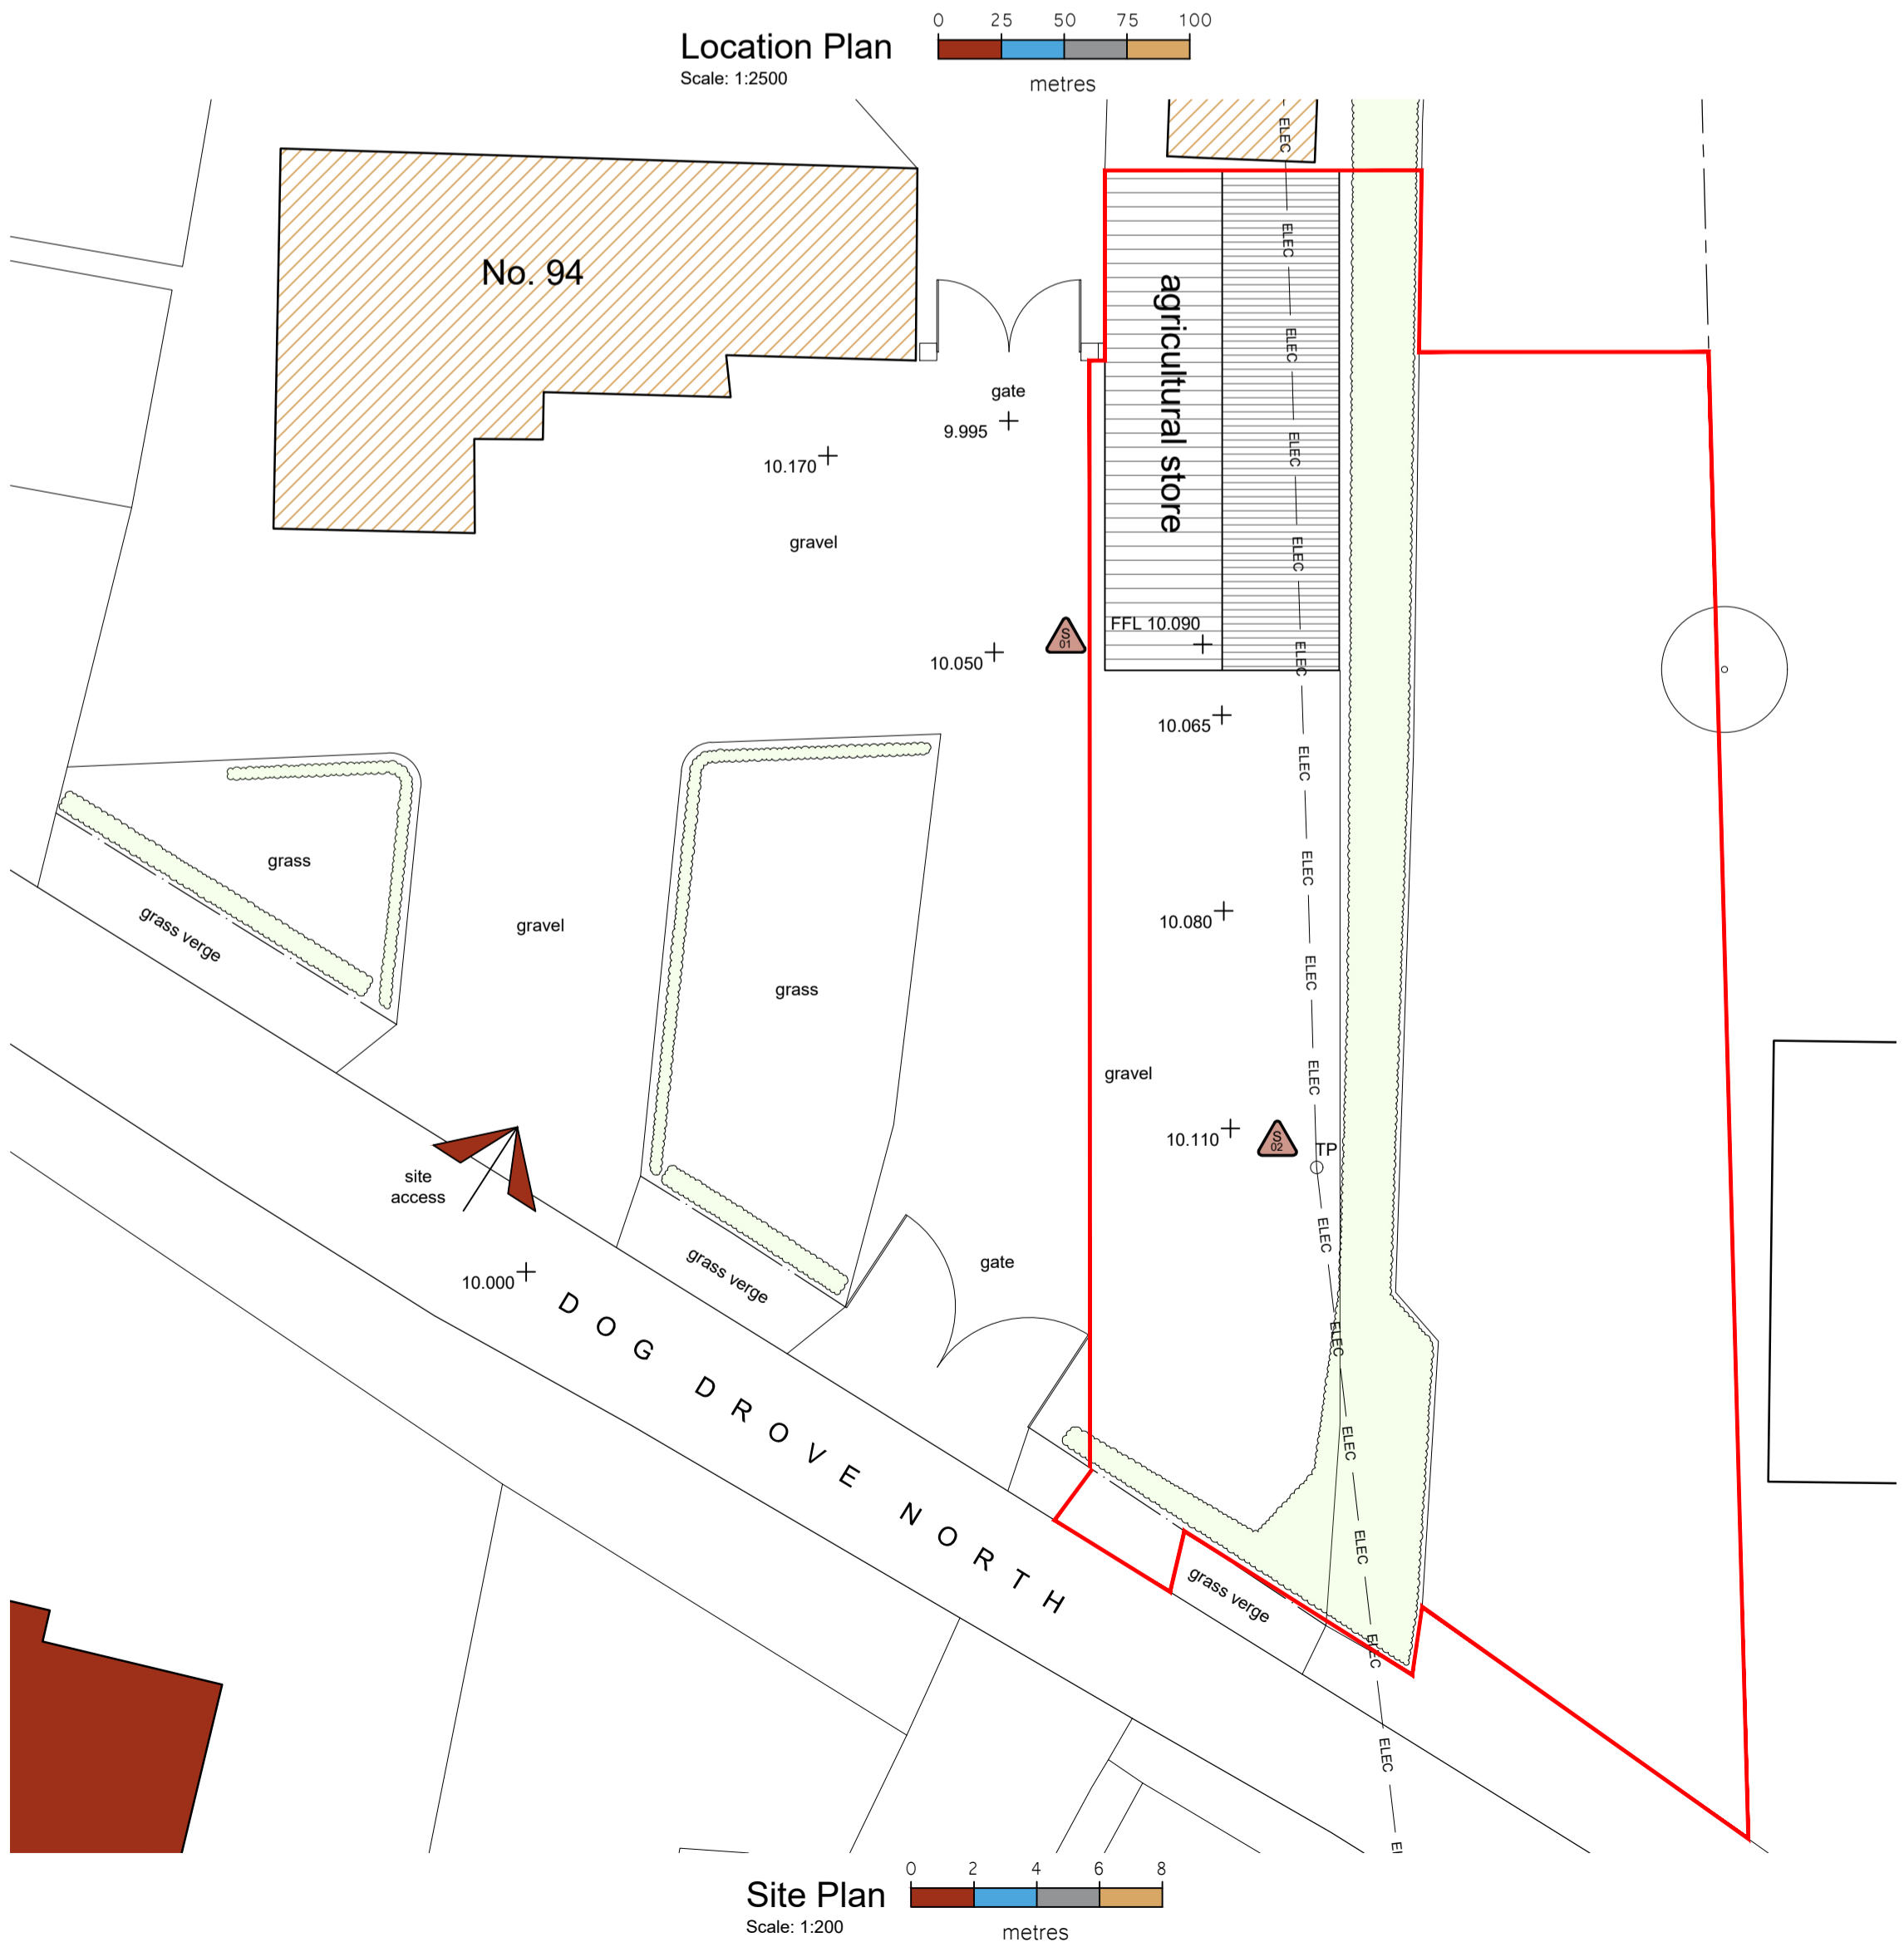 0 25 50 75 100
Location Plan
Scale: 1:2500
metres
ELEC
No. 94
ELEC
agricultural store
ELEC
gate
9.995
ELEC
10.170
gravel
ELEC
FFL 10.090
S
01
10.050
ELEC
10.065
ELEC
grass
ELEC
10.080
grass verge
gravel
ELEC
grass
gravel
ELEC
10.110
S
02
TP
site
access
ELEC
gate
grass verge
10.000
DOG DROVE NORTH
ELEC
ELEC
ELEC
grass verge
ELEC
ELEC
El
0 2 4 6 8
Site Plan
Scale: 1:200
metres